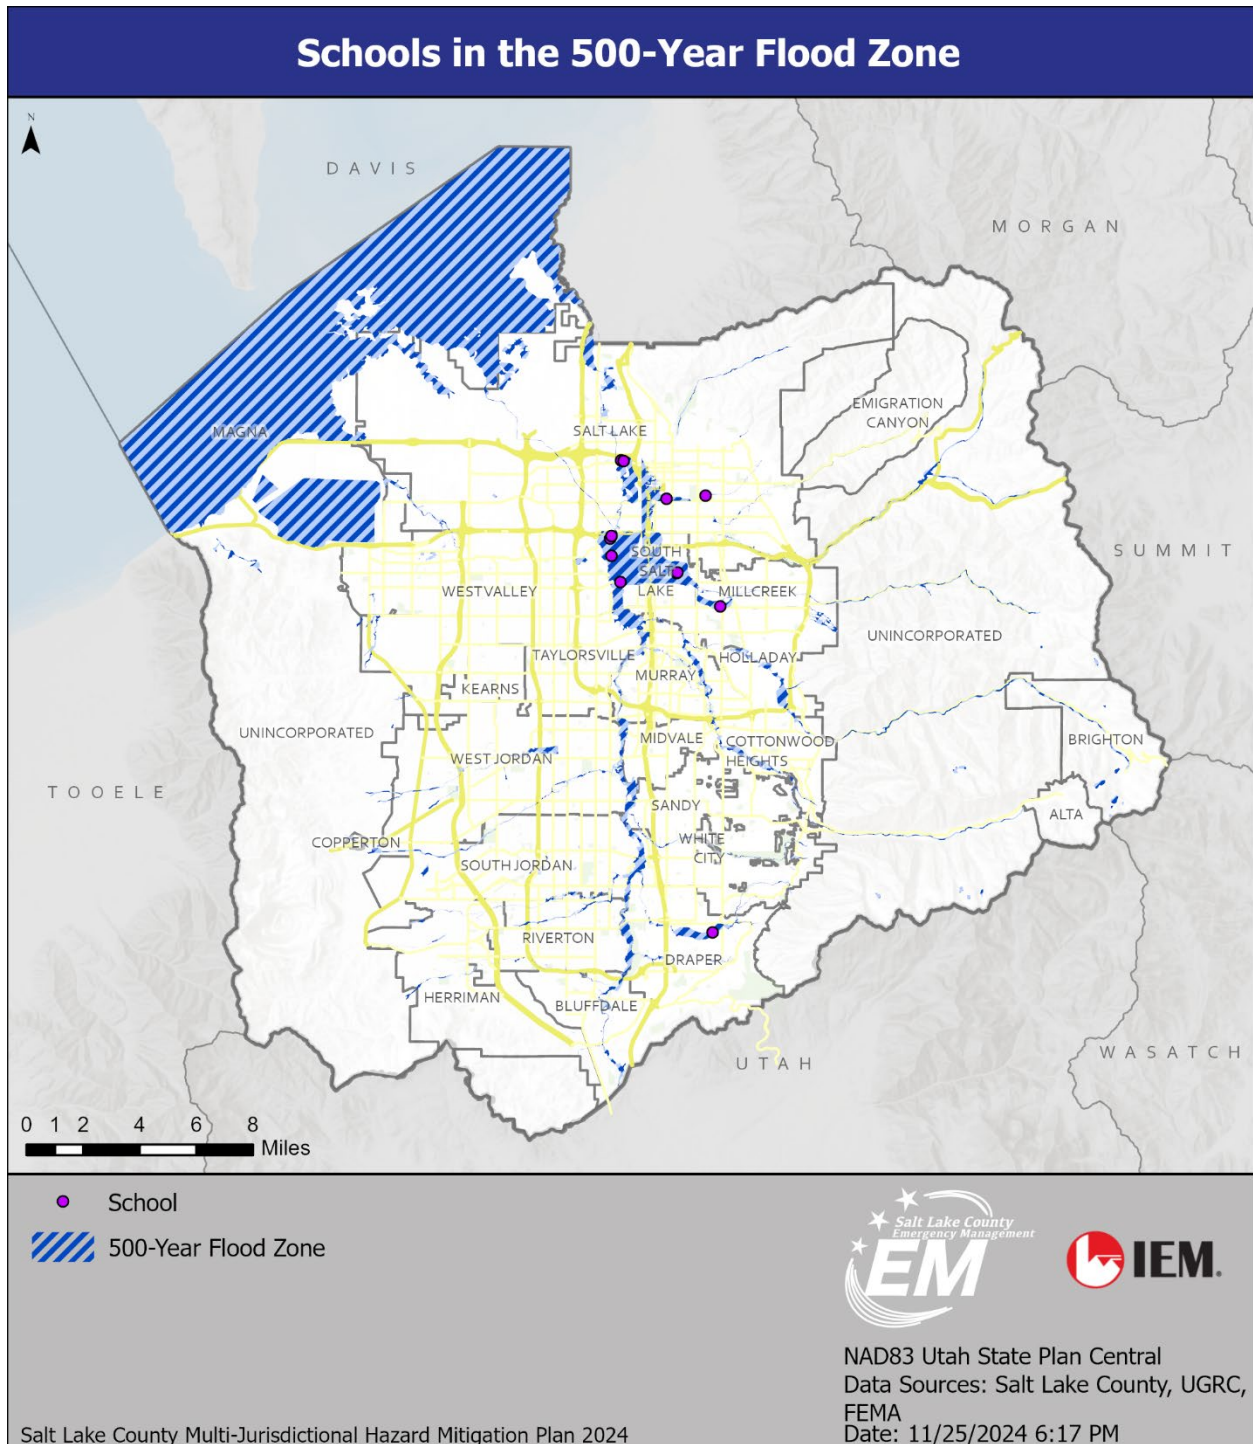 Schools in the 500-Year Flood Zone
N
DAVIS
MORGAN
EMIGRATION
CANYON
MAGNA
SALT LAKE
SUMMIT
SOUTH
SALT
LAKE
WEST VALLEY
MILLCREEK
UNINCORPORATED
TAYLORSVILLE
HOLLADAY
MURRAY
KEARNS
UNINCORPORATED
MIDVALE
COTTONWOOD
HEIGHTS
BRIGHTON
WEST JORDAN
TOOELE
SANDY
ALTA
COPPERTON
WHITE
CITY
SOUTH JORDAN
RIVERTON
DRAPER
HERRIMAN
BLUFFDALE
UTAH
WASATCH
0 1 2 4 6 8
Miles
School
500-Year Flood Zone
Salt Lake County
Emergency Management
EM
IEM.
NAD83 Utah State Plan Central
Data Sources: Salt Lake County, UGRC,
FEMA
Date: 11/25/2024 6:17 PM
Salt Lake County Multi-Jurisdictional Hazard Mitigation Plan 2024